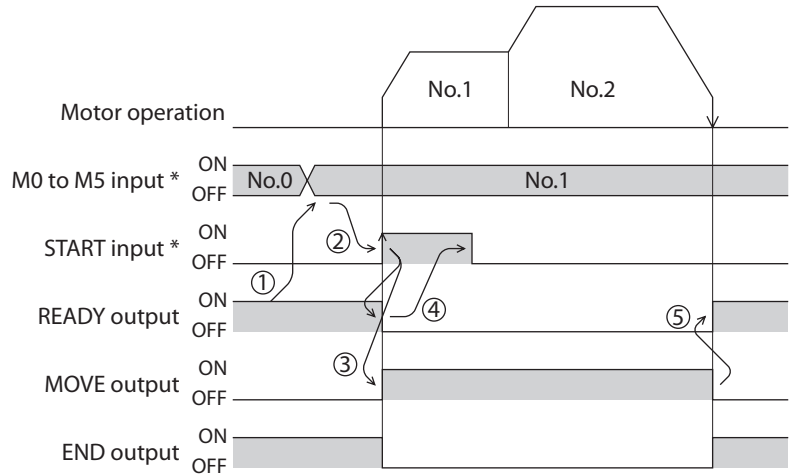 No.1
No.2
Motor operation
M0 to M5 input *
ON
OFF
No.0
No.1
START input *
ON
OFF
①
②
③
④
⑤
READY output
ON
OFF
MOVE output
ON
OFF
END output
ON
OFF